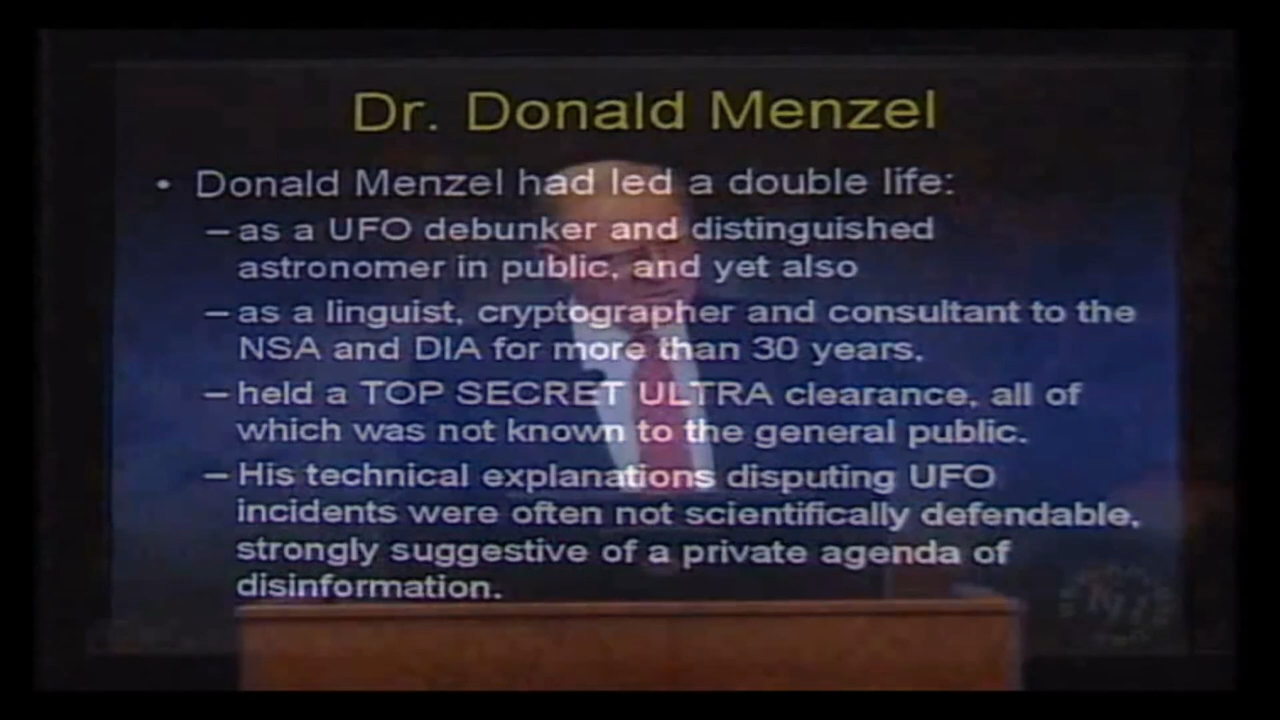 Dr. Donald Menzel
• Donald Menzel had led a double life:
– as a UFO debunker and distinguished
astronomer in public, and yet also
– as a linguist, cryptographer and consultant to the
NSA and DIA for more than 30 years.
– held a TOP SECRET ULTRA clearance, all of
which was not known to the general public.
– His technical explanations disputing UFO
incidents were often not scientifically defendable,
strongly suggestive of a private agenda of
disinformation.